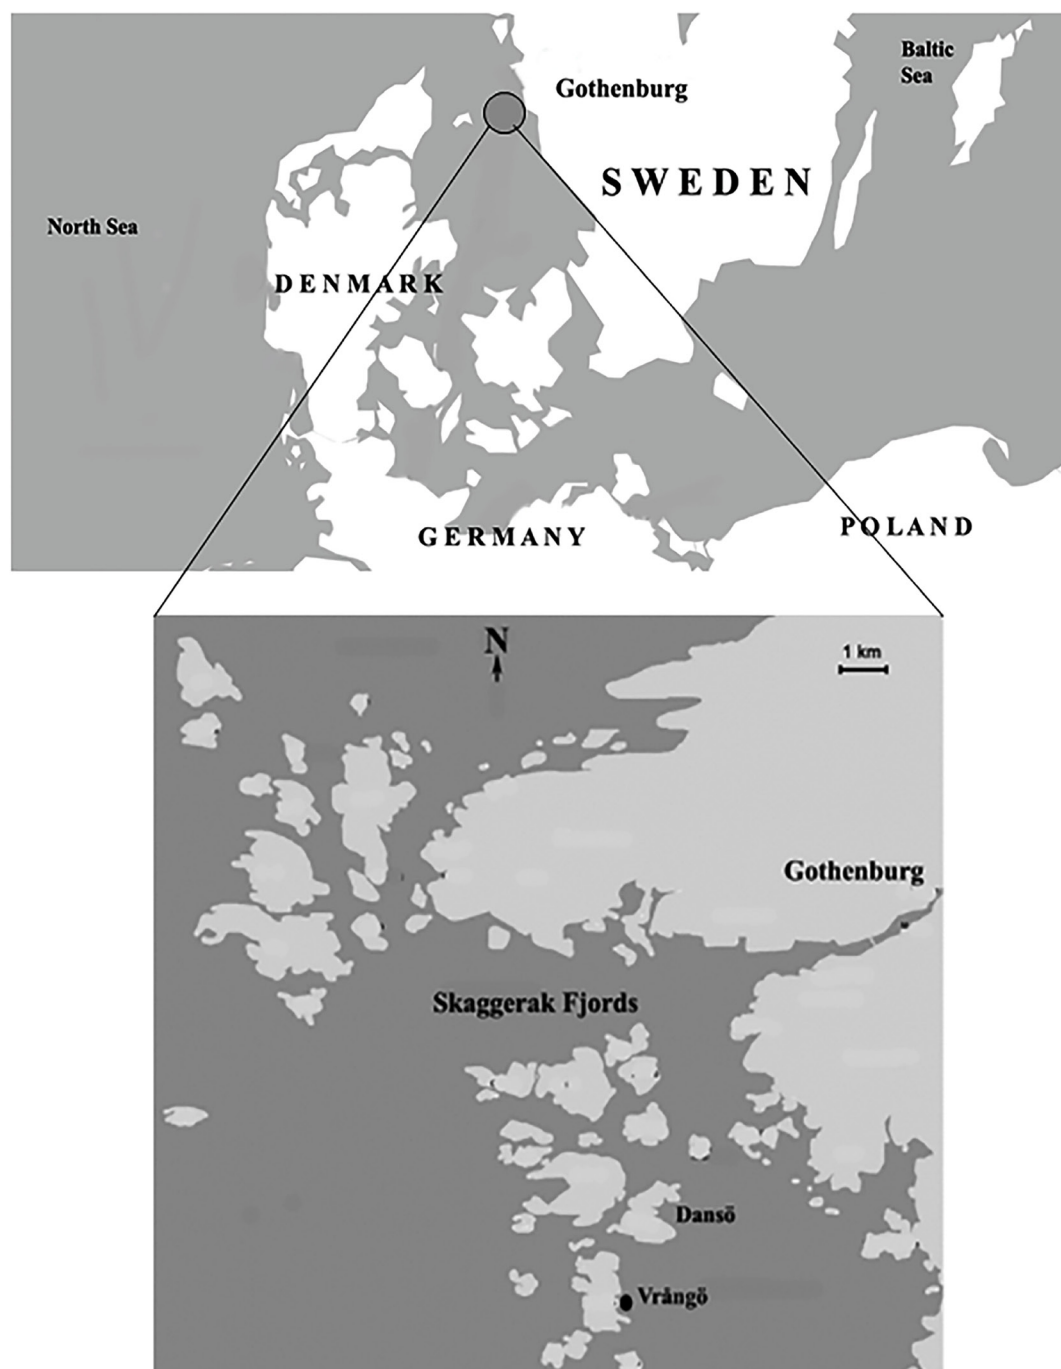 Baltic
Sea
Gothenburg
SWEDEN
North Sea
DENMARK
GERMANY
POLAND
N
1 km
Gothenburg
Skaggerak Fjords
Dansö
Vrångö